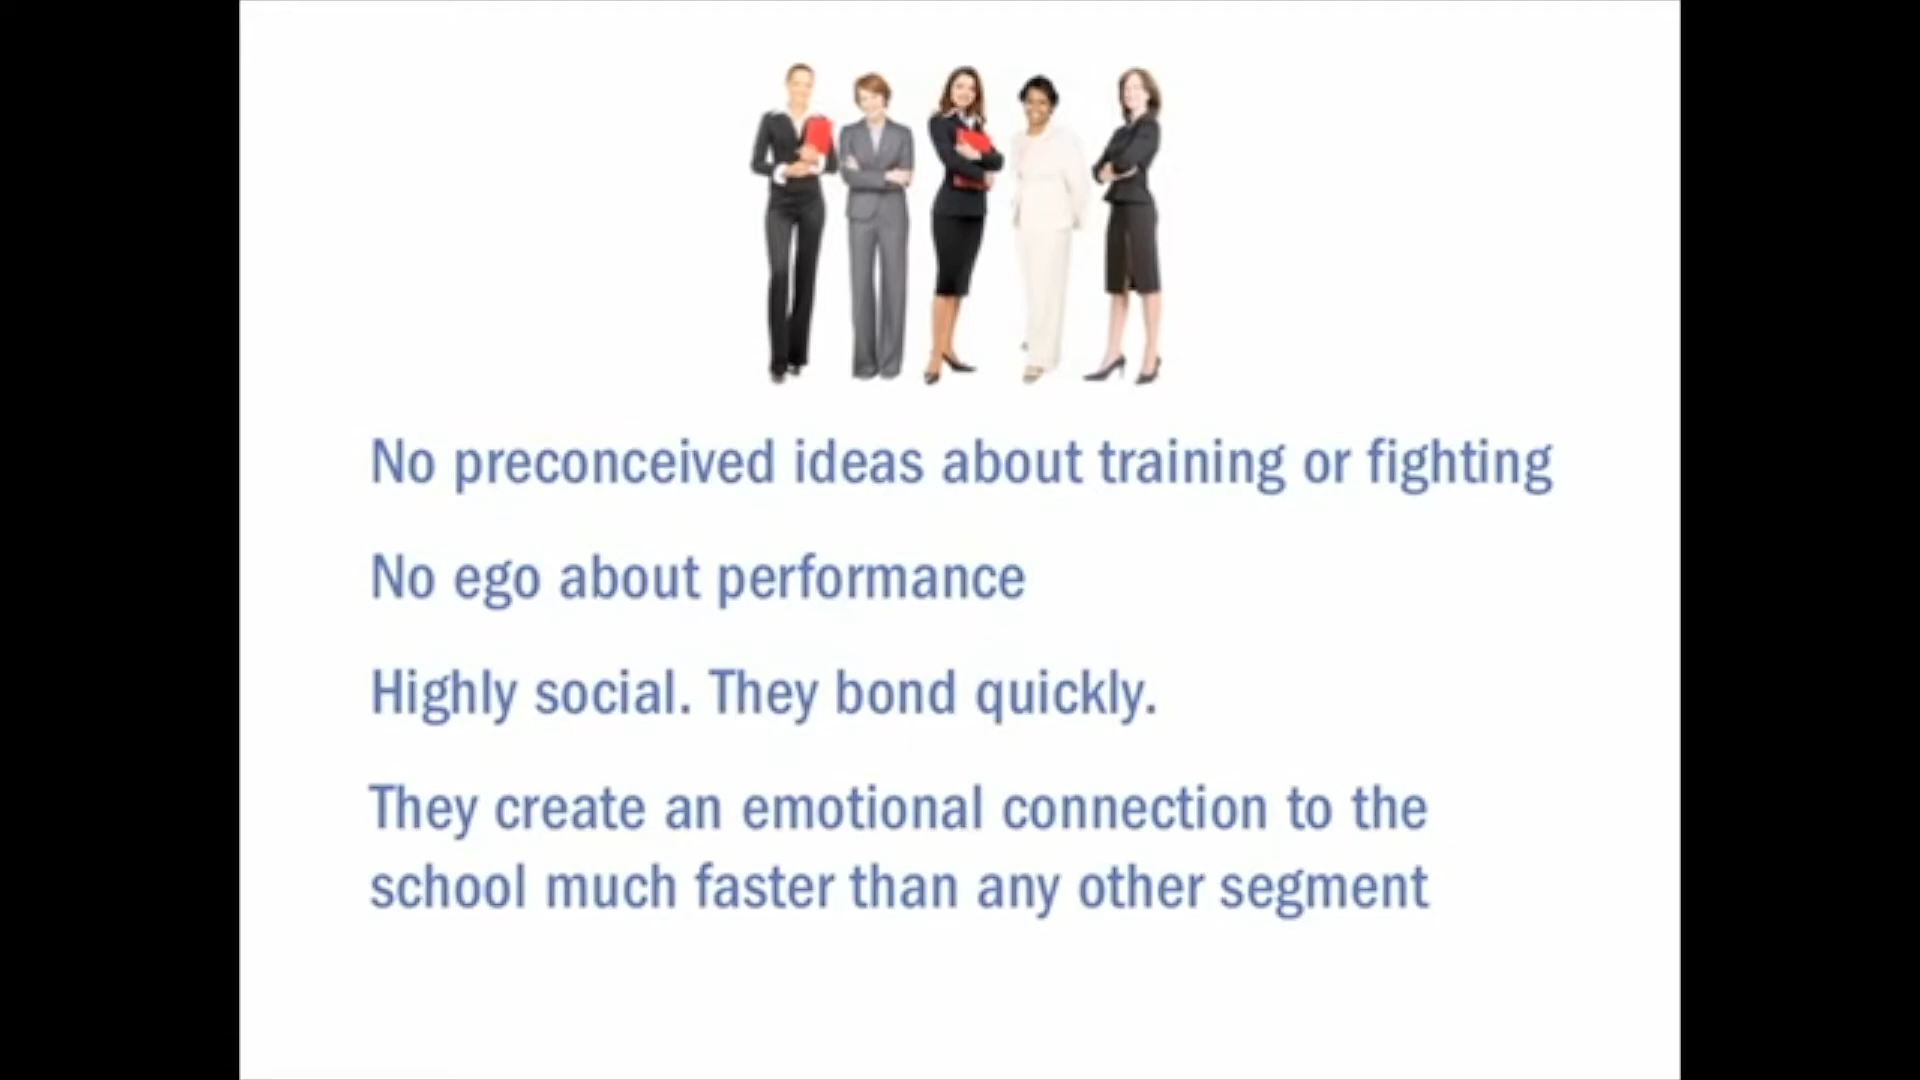 No preconceived ideas about training or fighting
No ego about performance
Highly social. They bond quickly.
They create an emotional connection to the
school much faster than any other segment